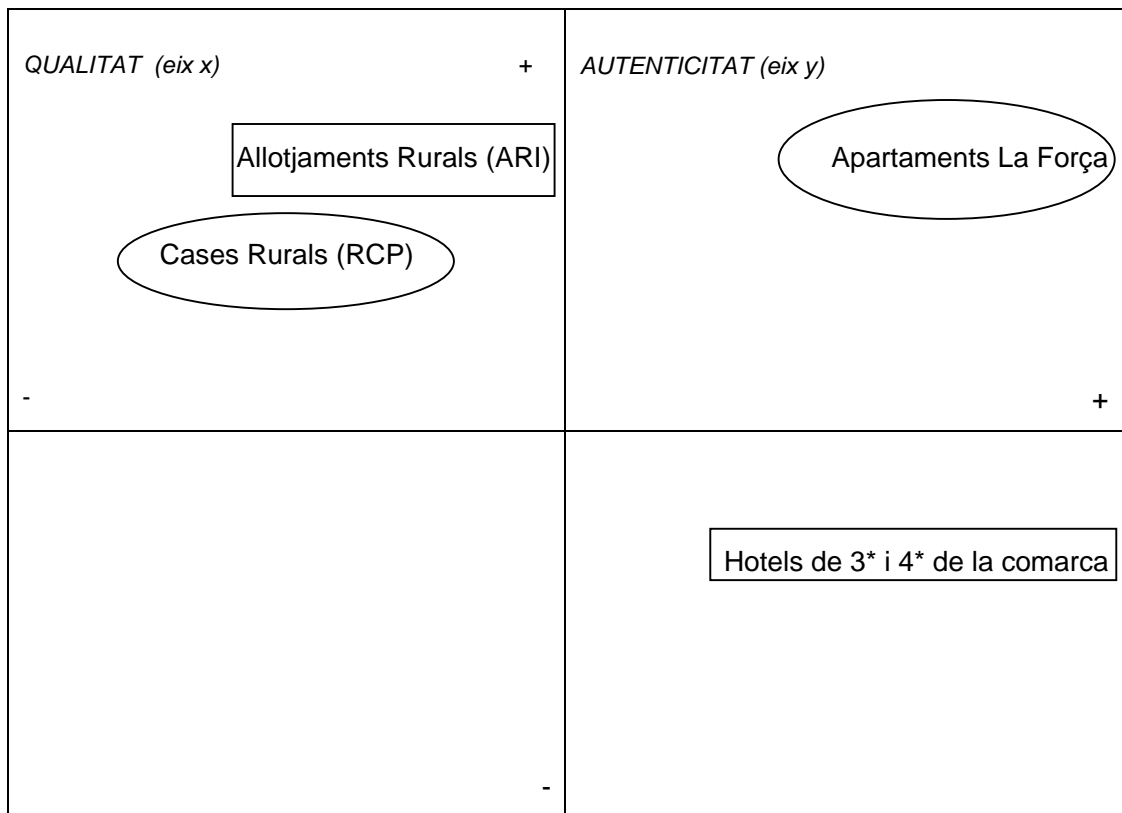 QUALITAT (eix x) +
AUTENTICITAT (eix y)
Allotjaments Rurals (ARI)
Apartaments La Força
Cases Rurals (RCP)
-
+
Hotels de 3* i 4* de la comarca
-